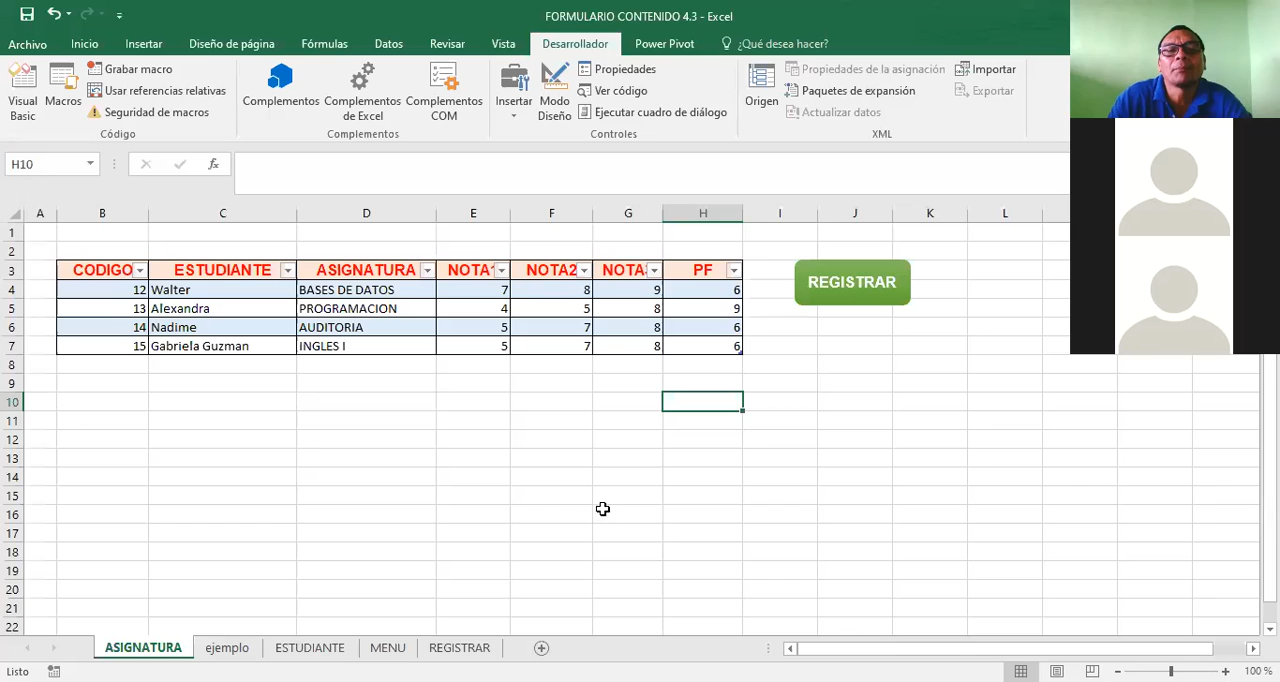 FORMULARIO CONTENIDO 4.3 - Excel
Archivo Inicio Insertar Diseño de página Fórmulas Datos Revisar Vista Desarrollador Power Pivot ¿Qué desea hacer?
Visual Basic
Macros
Grabar macro
Usar referencias relativas
Seguridad de macros
Código
Complementos
Complementos de Excel
Complementos COM
Complementos
Insertar
Modo Diseño
Propiedades
Ver código
Ejecutar cuadro de diálogo
Controles
Origen
Propiedades de la asignación
Paquetes de expansión
Actualizar datos
Importar
Exportar
XML
H10 fx
A B C D E F G H I J K L
1
2
3 CODIGO ESTUDIANTE ASIGNATURA NOTA1 NOTA2 NOTA3 PF REGISTRAR
4 12 Walter BASES DE DATOS 7 8 9 6
5 13 Alexandra PROGRAMACION 4 5 8 9
6 14 Nadime AUDITORIA 5 7 8 6
7 15 Gabriela Guzman INGLES I 5 7 8 6
8
9
10
11
12
13
14
15
16
17
18
19
20
21
22
ASIGNATURA ejemplo ESTUDIANTE MENU REGISTRAR
Listo 100 %